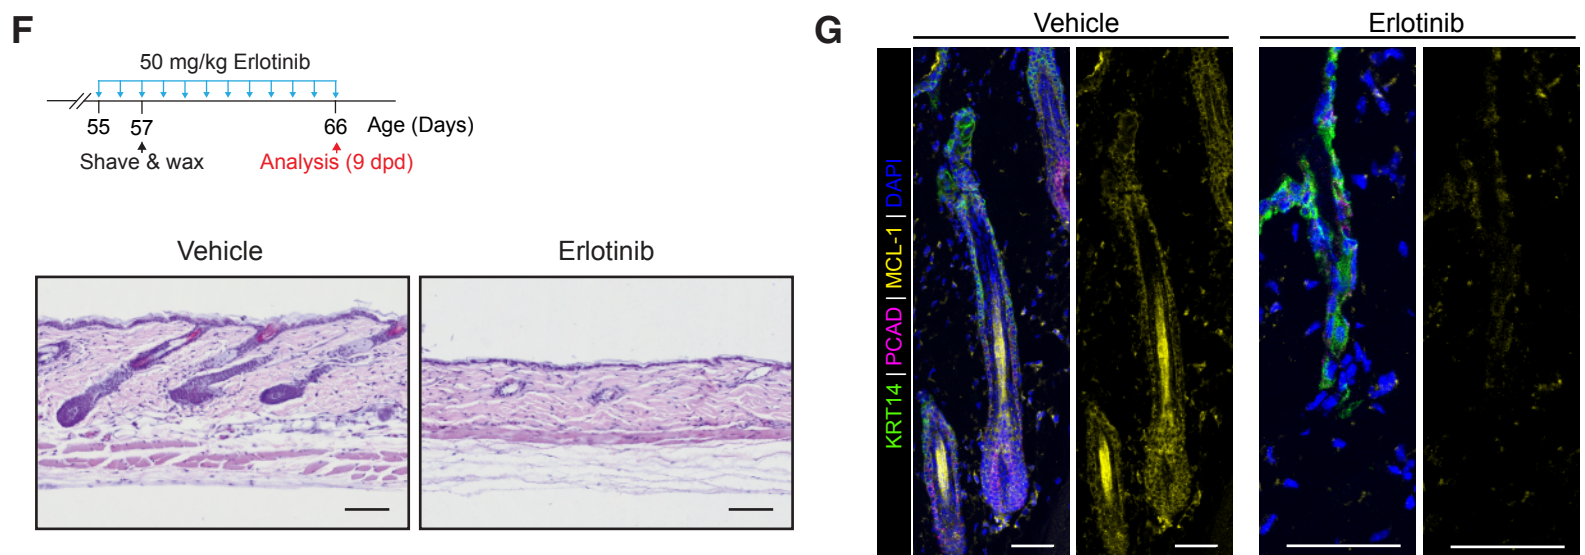 F
50 mg/kg Erlotinib
55 57 66 Age (Days)
Shave & wax Analysis (9 dpd)
Vehicle Erlotinib
G
Vehicle Erlotinib
KRT14 | PCAD | MCL-1 | DAPI